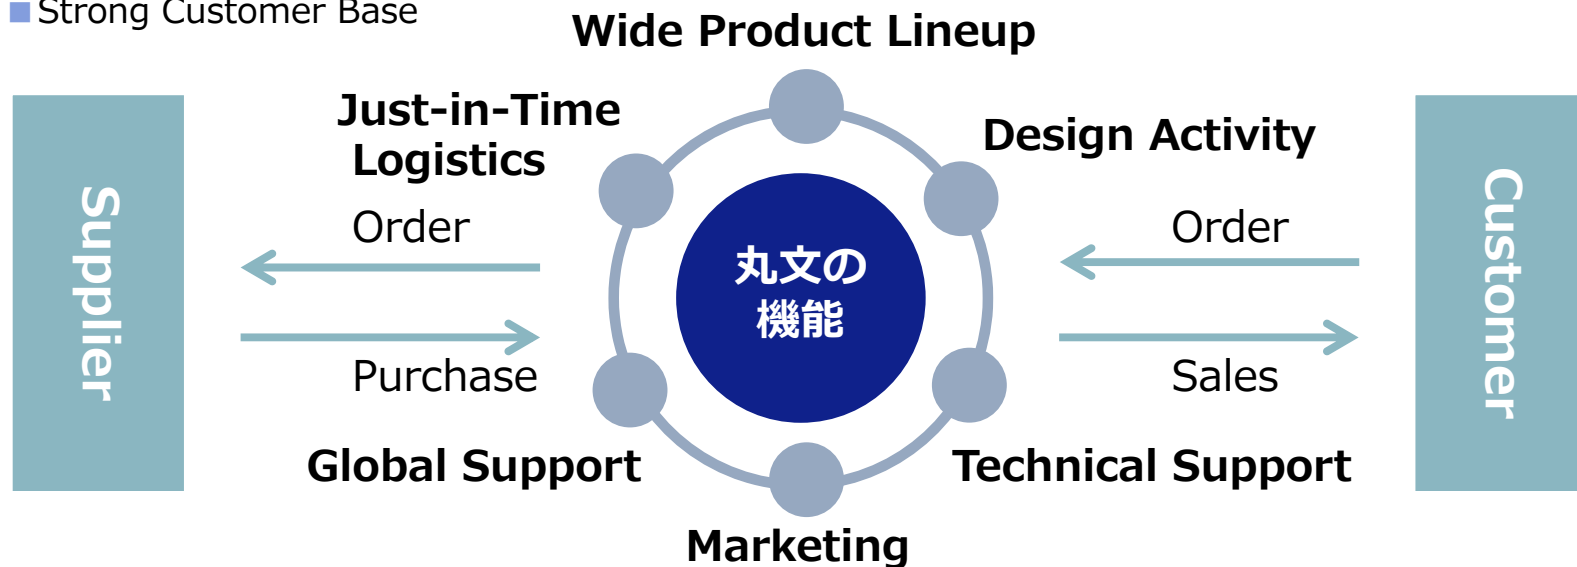 ■Strong Customer Base
Wide Product Lineup
Just-in-Time
Logistics
Design Activity
Supplier
Order
Purchase
丸文の
機能
Order
Sales
Customer
Global Support
Technical Support
Marketing